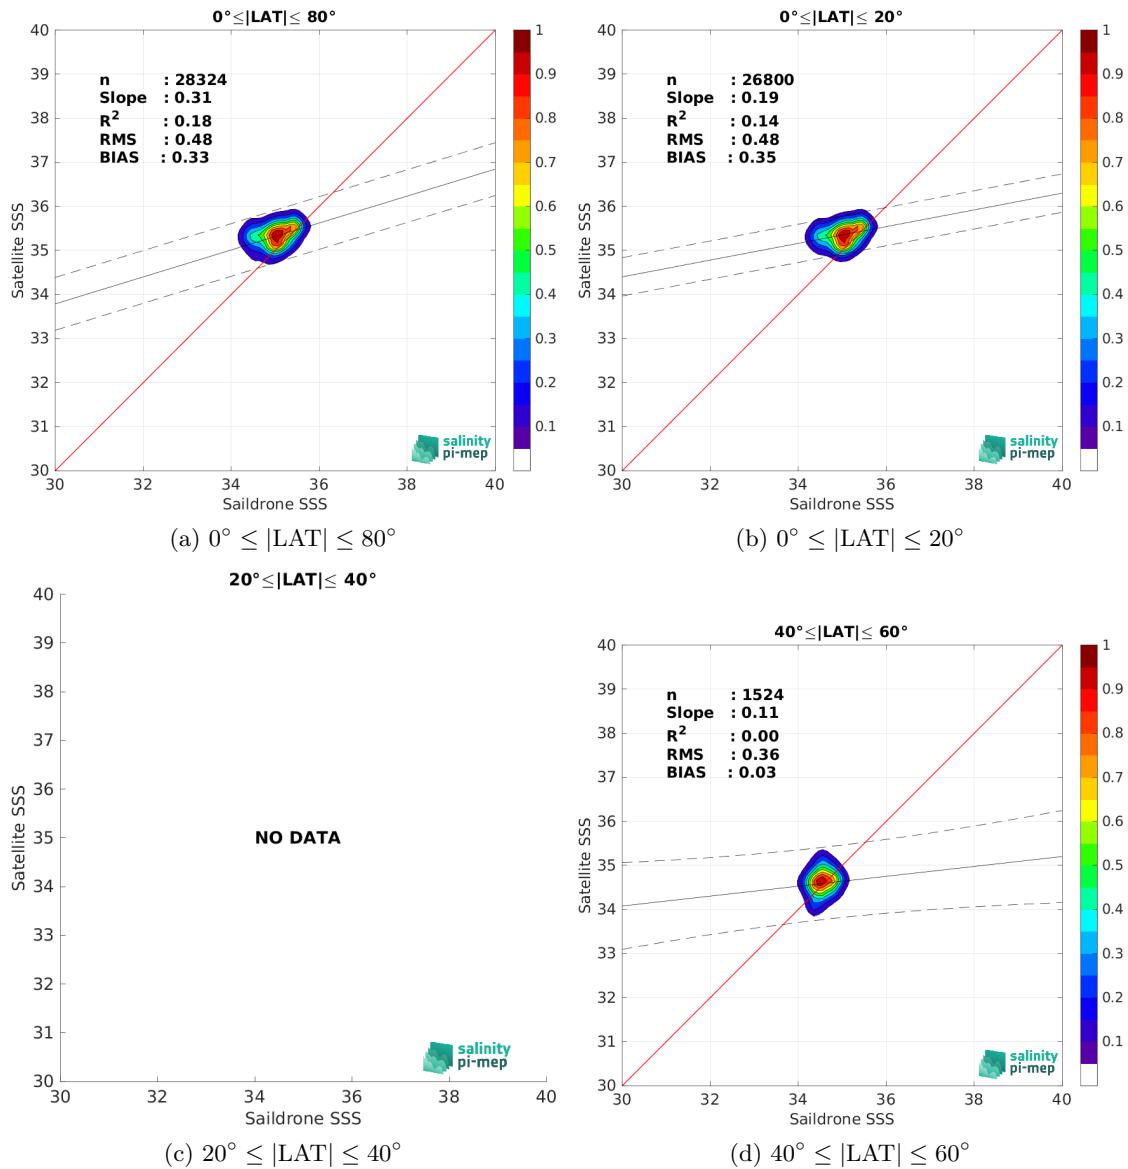 0°≤|LAT|≤ 80°
n : 28324
Slope : 0.31
R² : 0.18
RMS : 0.48
BIAS : 0.33
40
39
38
37
36
35
34
33
32
31
30
30 32 34 36 38 40
Satellite SSS
Saildrone SSS
1
0.9
0.8
0.7
0.6
0.5
0.4
0.3
0.2
0.1
salinity
pi-mep
(a) 0° ≤ |LAT| ≤ 80°
0°≤|LAT|≤ 20°
n : 26800
Slope : 0.19
R² : 0.14
RMS : 0.48
BIAS : 0.35
40
39
38
37
36
35
34
33
32
31
30
30 32 34 36 38 40
Satellite SSS
Saildrone SSS
1
0.9
0.8
0.7
0.6
0.5
0.4
0.3
0.2
0.1
salinity
pi-mep
(b) 0° ≤ |LAT| ≤ 20°
20°≤|LAT|≤ 40°
40
39
38
37
36
35
34
33
32
31
30
30 32 34 36 38 40
Satellite SSS
Saildrone SSS
NO DATA
salinity
pi-mep
(c) 20° ≤ |LAT| ≤ 40°
40°≤|LAT|≤ 60°
n : 1524
Slope : 0.11
R² : 0.00
RMS : 0.36
BIAS : 0.03
40
39
38
37
36
35
34
33
32
31
30
30 32 34 36 38 40
Satellite SSS
Saildrone SSS
1
0.9
0.8
0.7
0.6
0.5
0.4
0.3
0.2
0.1
salinity
pi-mep
(d) 40° ≤ |LAT| ≤ 60°